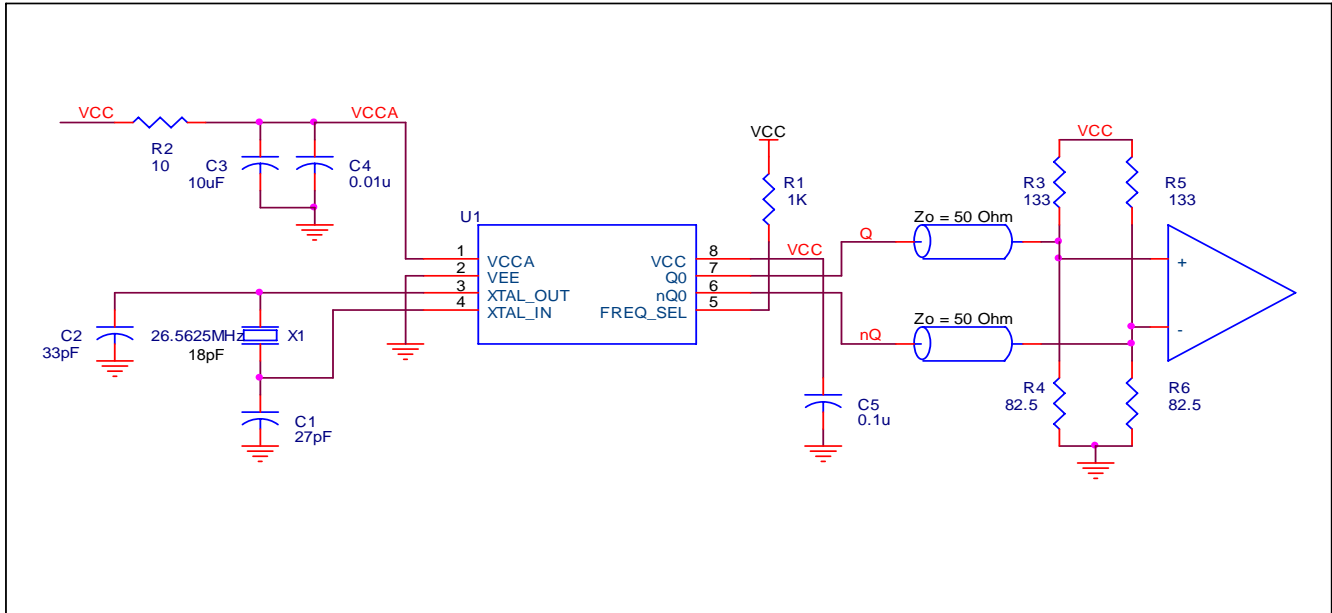 VCC
R2
10
VCCA
C3
10uF
C4
0.01u
VCC
R1
1K
VCC
R3
133
R5
133
U1
1
2
3
4
VCCA
VEE
XTAL_OUT
XTAL_IN
VCC
Q0
nQ0
FREQ_SEL
8
7
6
5
VCC
Q
Zo = 50 Ohm
nQ
Zo = 50 Ohm
+
-
C2
33pF
26.5625MHz
18pF
X1
C1
27pF
C5
0.1u
R4
82.5
R6
82.5